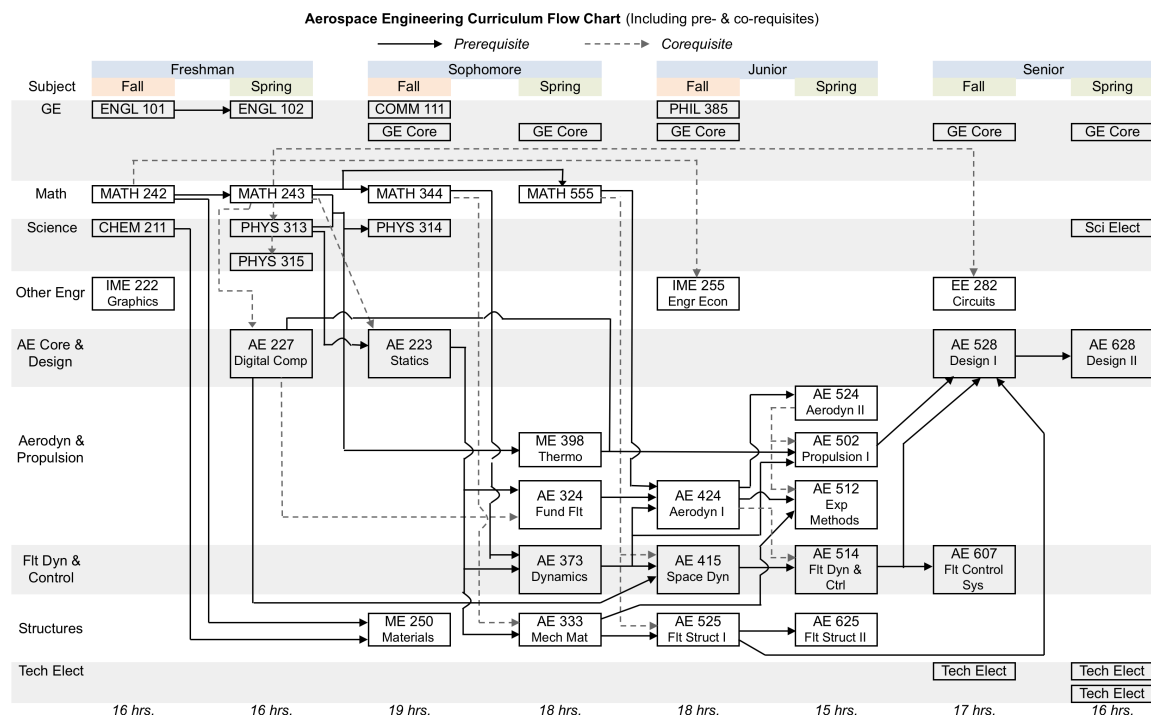 Aerospace Engineering Curriculum Flow Chart (Including pre- & co-requisites)
Prerequisite Corequisite
Freshman Sophomore Junior Senior
Subject Fall Spring Fall Spring Fall Spring Fall Spring
GE ENGL 101 ENGL 102 COMM 111 PHIL 385
GE Core GE Core GE Core GE Core GE Core
Math MATH 242 MATH 243 MATH 344 MATH 555
Science CHEM 211 PHYS 313 PHYS 314 Sci Elect
PHYS 315
Other Engr
IME 222
Graphics
IME 255
Engr Econ
EE 282
Circuits
AE Core &
Design
AE 227
Digital Comp
AE 223
Statics
AE 528
Design I
AE 628
Design II
AE 524
Aerodyn II
Aerodyn &
Propulsion
ME 398
Thermo
AE 502
Propulsion I
AE 324
Fund Flt
AE 424
Aerodyn I
AE 512
Exp
Methods
Flt Dyn &
Control
AE 373
Dynamics
AE 415
Space Dyn
AE 514
Flt Dyn &
Ctrl
AE 607
Flt Control
Sys
Structures
ME 250
Materials
AE 333
Mech Mat
AE 525
Flt Struct I
AE 625
Flt Struct II
Tech Elect Tech Elect Tech Elect
Tech Elect
16 hrs. 16 hrs. 19 hrs. 18 hrs. 18 hrs. 15 hrs. 17 hrs. 16 hrs.